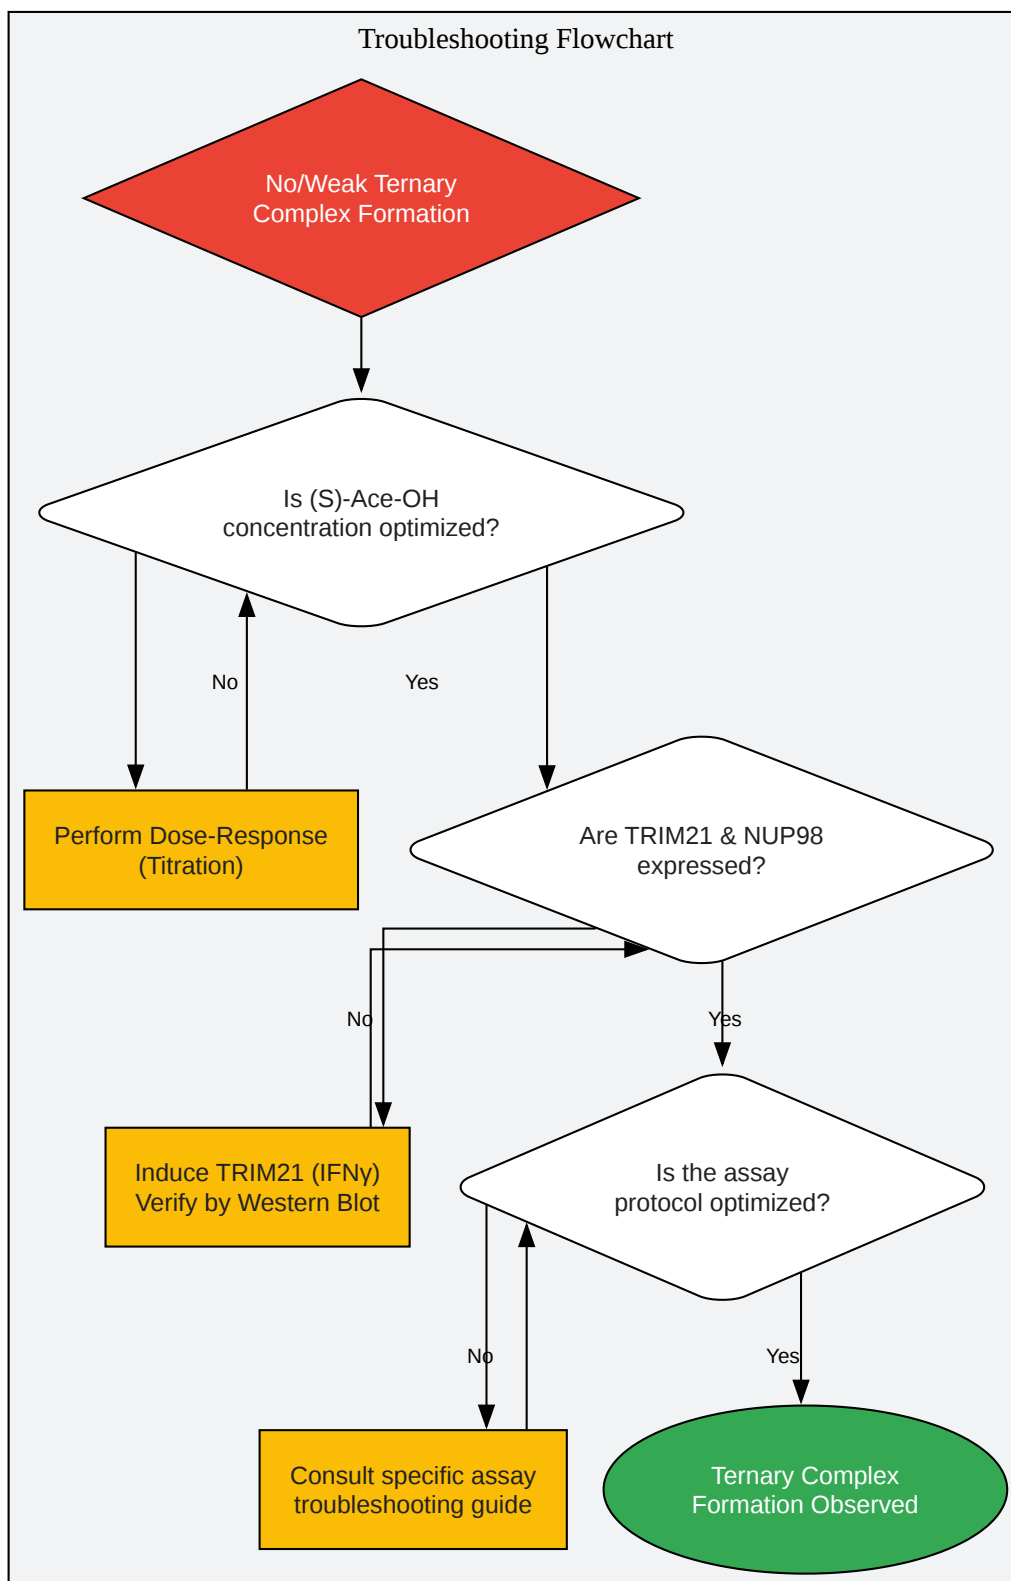 Troubleshooting Flowchart
No/Weak Ternary
Complex Formation
Is (S)-Ace-OH
concentration optimized?
No
Yes
Perform Dose-Response
(Titration)
Are TRIM21 & NUP98
expressed?
No
Yes
Induce TRIM21 (IFNγ)
Verify by Western Blot
Is the assay
protocol optimized?
No
Yes
Consult specific assay
troubleshooting guide
Ternary Complex
Formation Observed